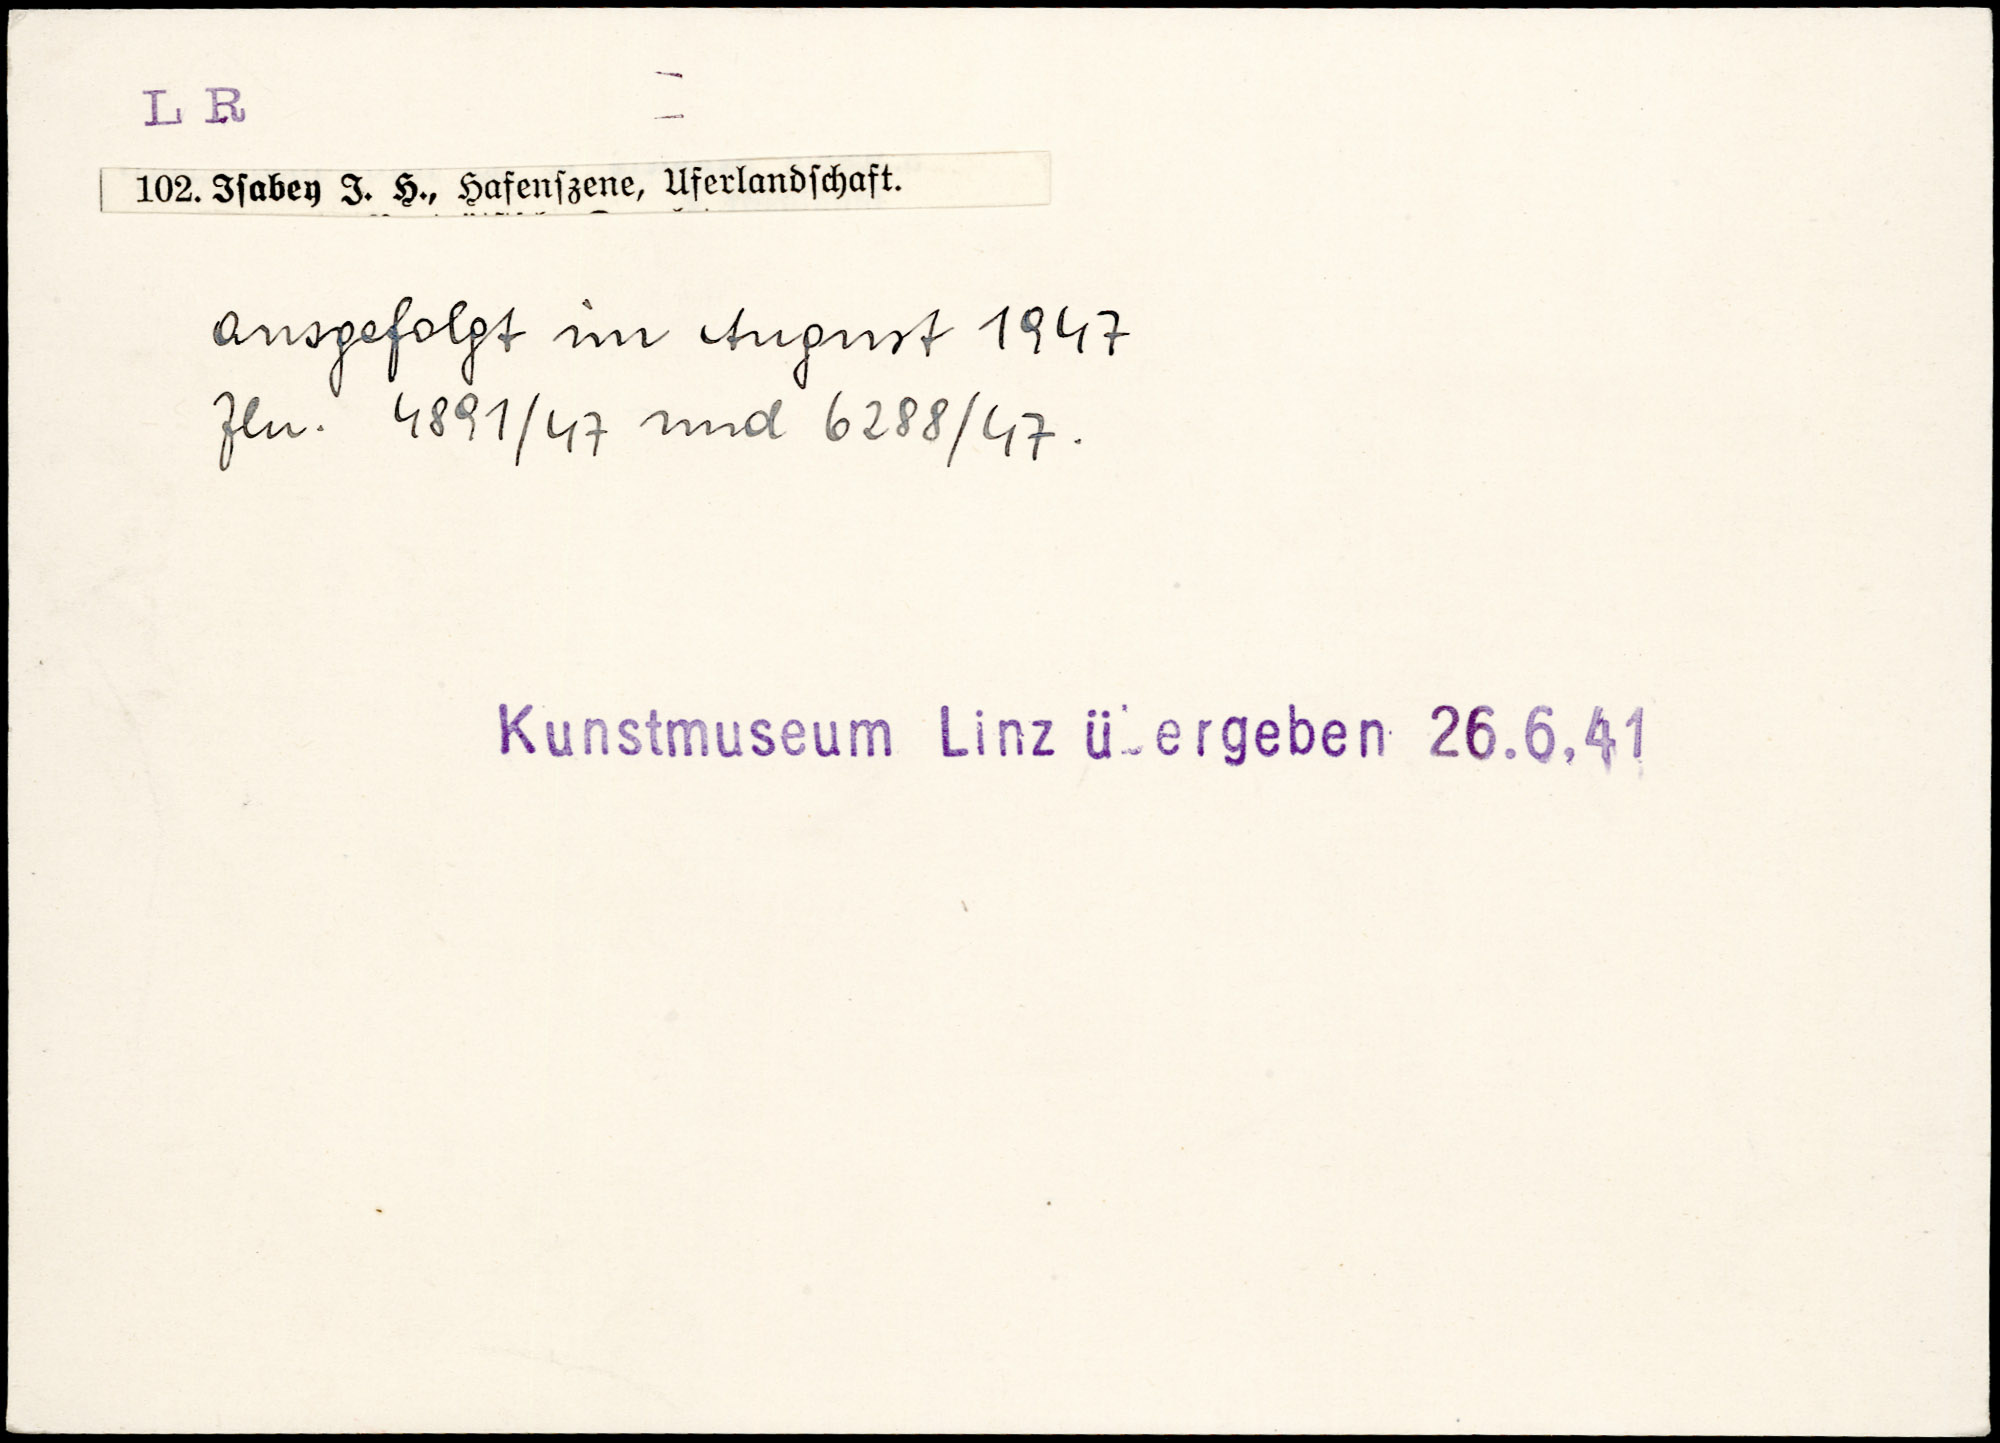 L R
102. Isabey J. H., Hafenszene, Uferlandschaft.
ausgefolgt im August 1947
Zln. 4891/47 und 6288/47.
Kunstmuseum Linz übergeben 26.6.41